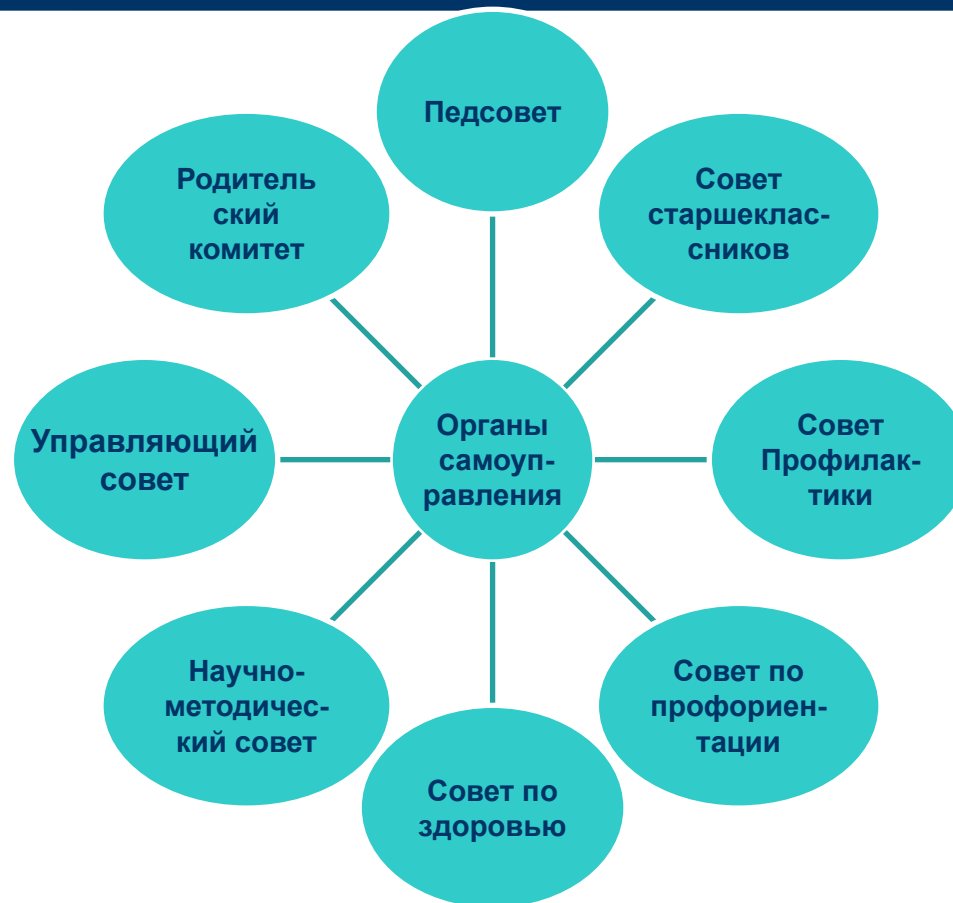 Педсовет
Родитель
ский
комитет
Совет
старшеклас-
сников
Управляющий
совет
Органы
самоуп-
равления
Совет
Профилак-
тики
Научно-
методичес-
кий совет
Совет по
профориен-
тации
Совет по
здоровью